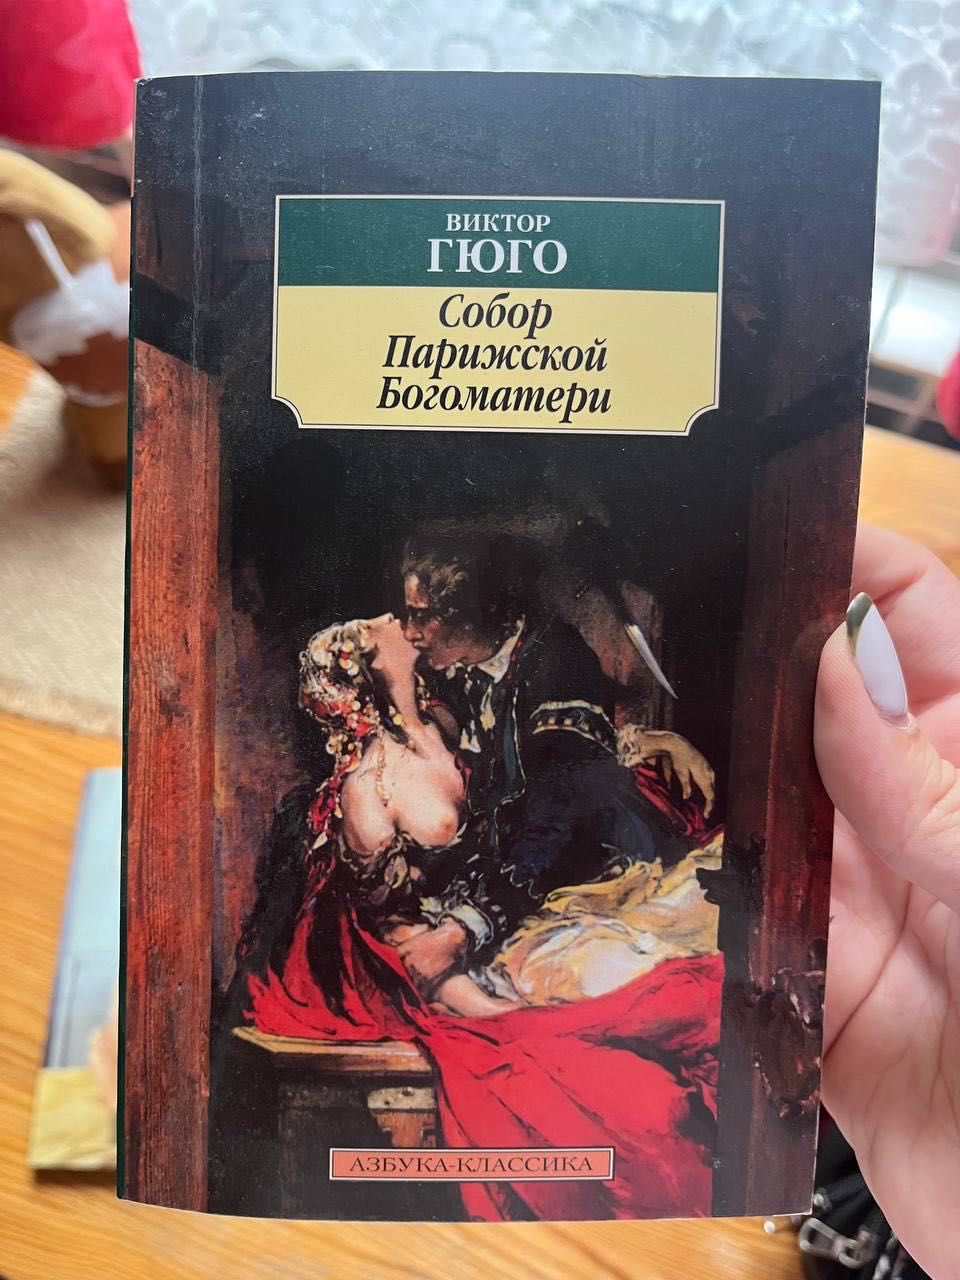 ВИКТОР
ГЮГО
Собор
Парижской
Богоматери
АЗБУКА-КЛАССИКА